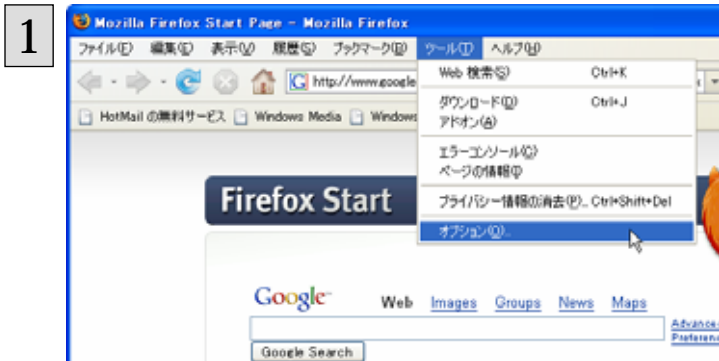 1
Mozilla Firefox Start Page - Mozilla Firefox
ファイル(F) 編集(E) 表示(V) 履歴(S) ブックマーク(B) ツール(T) ヘルプ(H)
http://www.google
HotMail の無料サービス Windows Media Windows
Web 検索(S) Ctrl+K
ダウンロード(D) Ctrl+J
アドオン(A)
エラーコンソール(C)
ページの情報(I)
プライバシー情報の消去(P)... Ctrl+Shift+Del
オプション(O)...
Firefox Start
Google Web Images Groups News Maps
Google Search